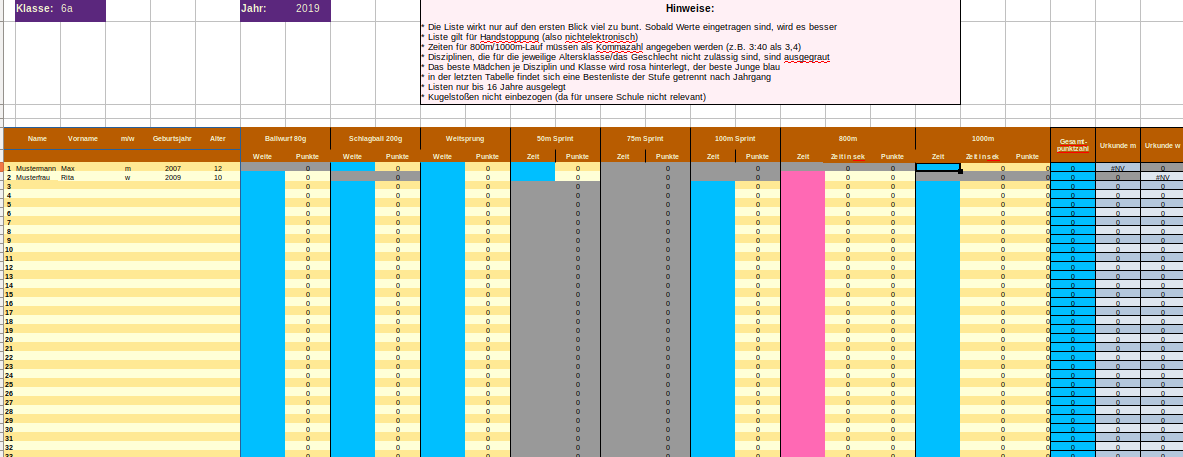 Klasse: 6a Jahr: 2019
Hinweise:
* Die Liste wirkt nur auf den ersten Blick viel zu bunt. Sobald Werte eingetragen sind, wird es besser
* Liste gilt für Handstoppung (also nichtelektronisch)
* Zeiten für 800m/1000m-Lauf müssen als Kommazahl angegeben werden (z.B. 3:40 als 3,4)
* Disziplinen, die für die jeweilige Altersklasse/das Geschlecht nicht zulässig sind, sind ausgegraut
* Das beste Mädchen je Disziplin und Klasse wird rosa hinterlegt, der beste Junge blau
* in der letzten Tabelle findet sich eine Bestenliste der Stufe getrennt nach Jahrgang
* Listen nur bis 16 Jahre ausgelegt
* Kugelstoßen nicht einbezogen (da für unsere Schule nicht relevant)
Name Vorname m/w Geburtsjahr Alter Ballwurf 80g Schlagball 200g Weitsprung 50m Sprint 75m Sprint 100m Sprint 800m 1000m Gesamt-punktzahl Urkunde m Urkunde w
Weite Punkte Weite Punkte Weite Punkte Zeit Punkte Zeit Punkte Zeit Punkte Zeit Zeit in sek Punkte Zeit Zeit in sek Punkte
1 Mustermann Max m 2007 12 0 0 0 0 0 0 0 0 0 0 0 #NV
2 Musterfrau Rita w 2009 10 0 0 0 0 0 0 0 0 0 0 0 0 #NV
3 0 0 0 0 0 0 0 0 0 0 0 0 0
4 0 0 0 0 0 0 0 0 0 0 0 0 0
5 0 0 0 0 0 0 0 0 0 0 0 0 0
6 0 0 0 0 0 0 0 0 0 0 0 0 0
7 0 0 0 0 0 0 0 0 0 0 0 0 0
8 0 0 0 0 0 0 0 0 0 0 0 0 0
9 0 0 0 0 0 0 0 0 0 0 0 0 0
10 0 0 0 0 0 0 0 0 0 0 0 0 0
11 0 0 0 0 0 0 0 0 0 0 0 0 0
12 0 0 0 0 0 0 0 0 0 0 0 0 0
13 0 0 0 0 0 0 0 0 0 0 0 0 0
14 0 0 0 0 0 0 0 0 0 0 0 0 0
15 0 0 0 0 0 0 0 0 0 0 0 0 0
16 0 0 0 0 0 0 0 0 0 0 0 0 0
17 0 0 0 0 0 0 0 0 0 0 0 0 0
18 0 0 0 0 0 0 0 0 0 0 0 0 0
19 0 0 0 0 0 0 0 0 0 0 0 0 0
20 0 0 0 0 0 0 0 0 0 0 0 0 0
21 0 0 0 0 0 0 0 0 0 0 0 0 0
22 0 0 0 0 0 0 0 0 0 0 0 0 0
23 0 0 0 0 0 0 0 0 0 0 0 0 0
24 0 0 0 0 0 0 0 0 0 0 0 0 0
25 0 0 0 0 0 0 0 0 0 0 0 0 0
26 0 0 0 0 0 0 0 0 0 0 0 0 0
27 0 0 0 0 0 0 0 0 0 0 0 0 0
28 0 0 0 0 0 0 0 0 0 0 0 0 0
29 0 0 0 0 0 0 0 0 0 0 0 0 0
30 0 0 0 0 0 0 0 0 0 0 0 0 0
31 0 0 0 0 0 0 0 0 0 0 0 0 0
32 0 0 0 0 0 0 0 0 0 0 0 0 0